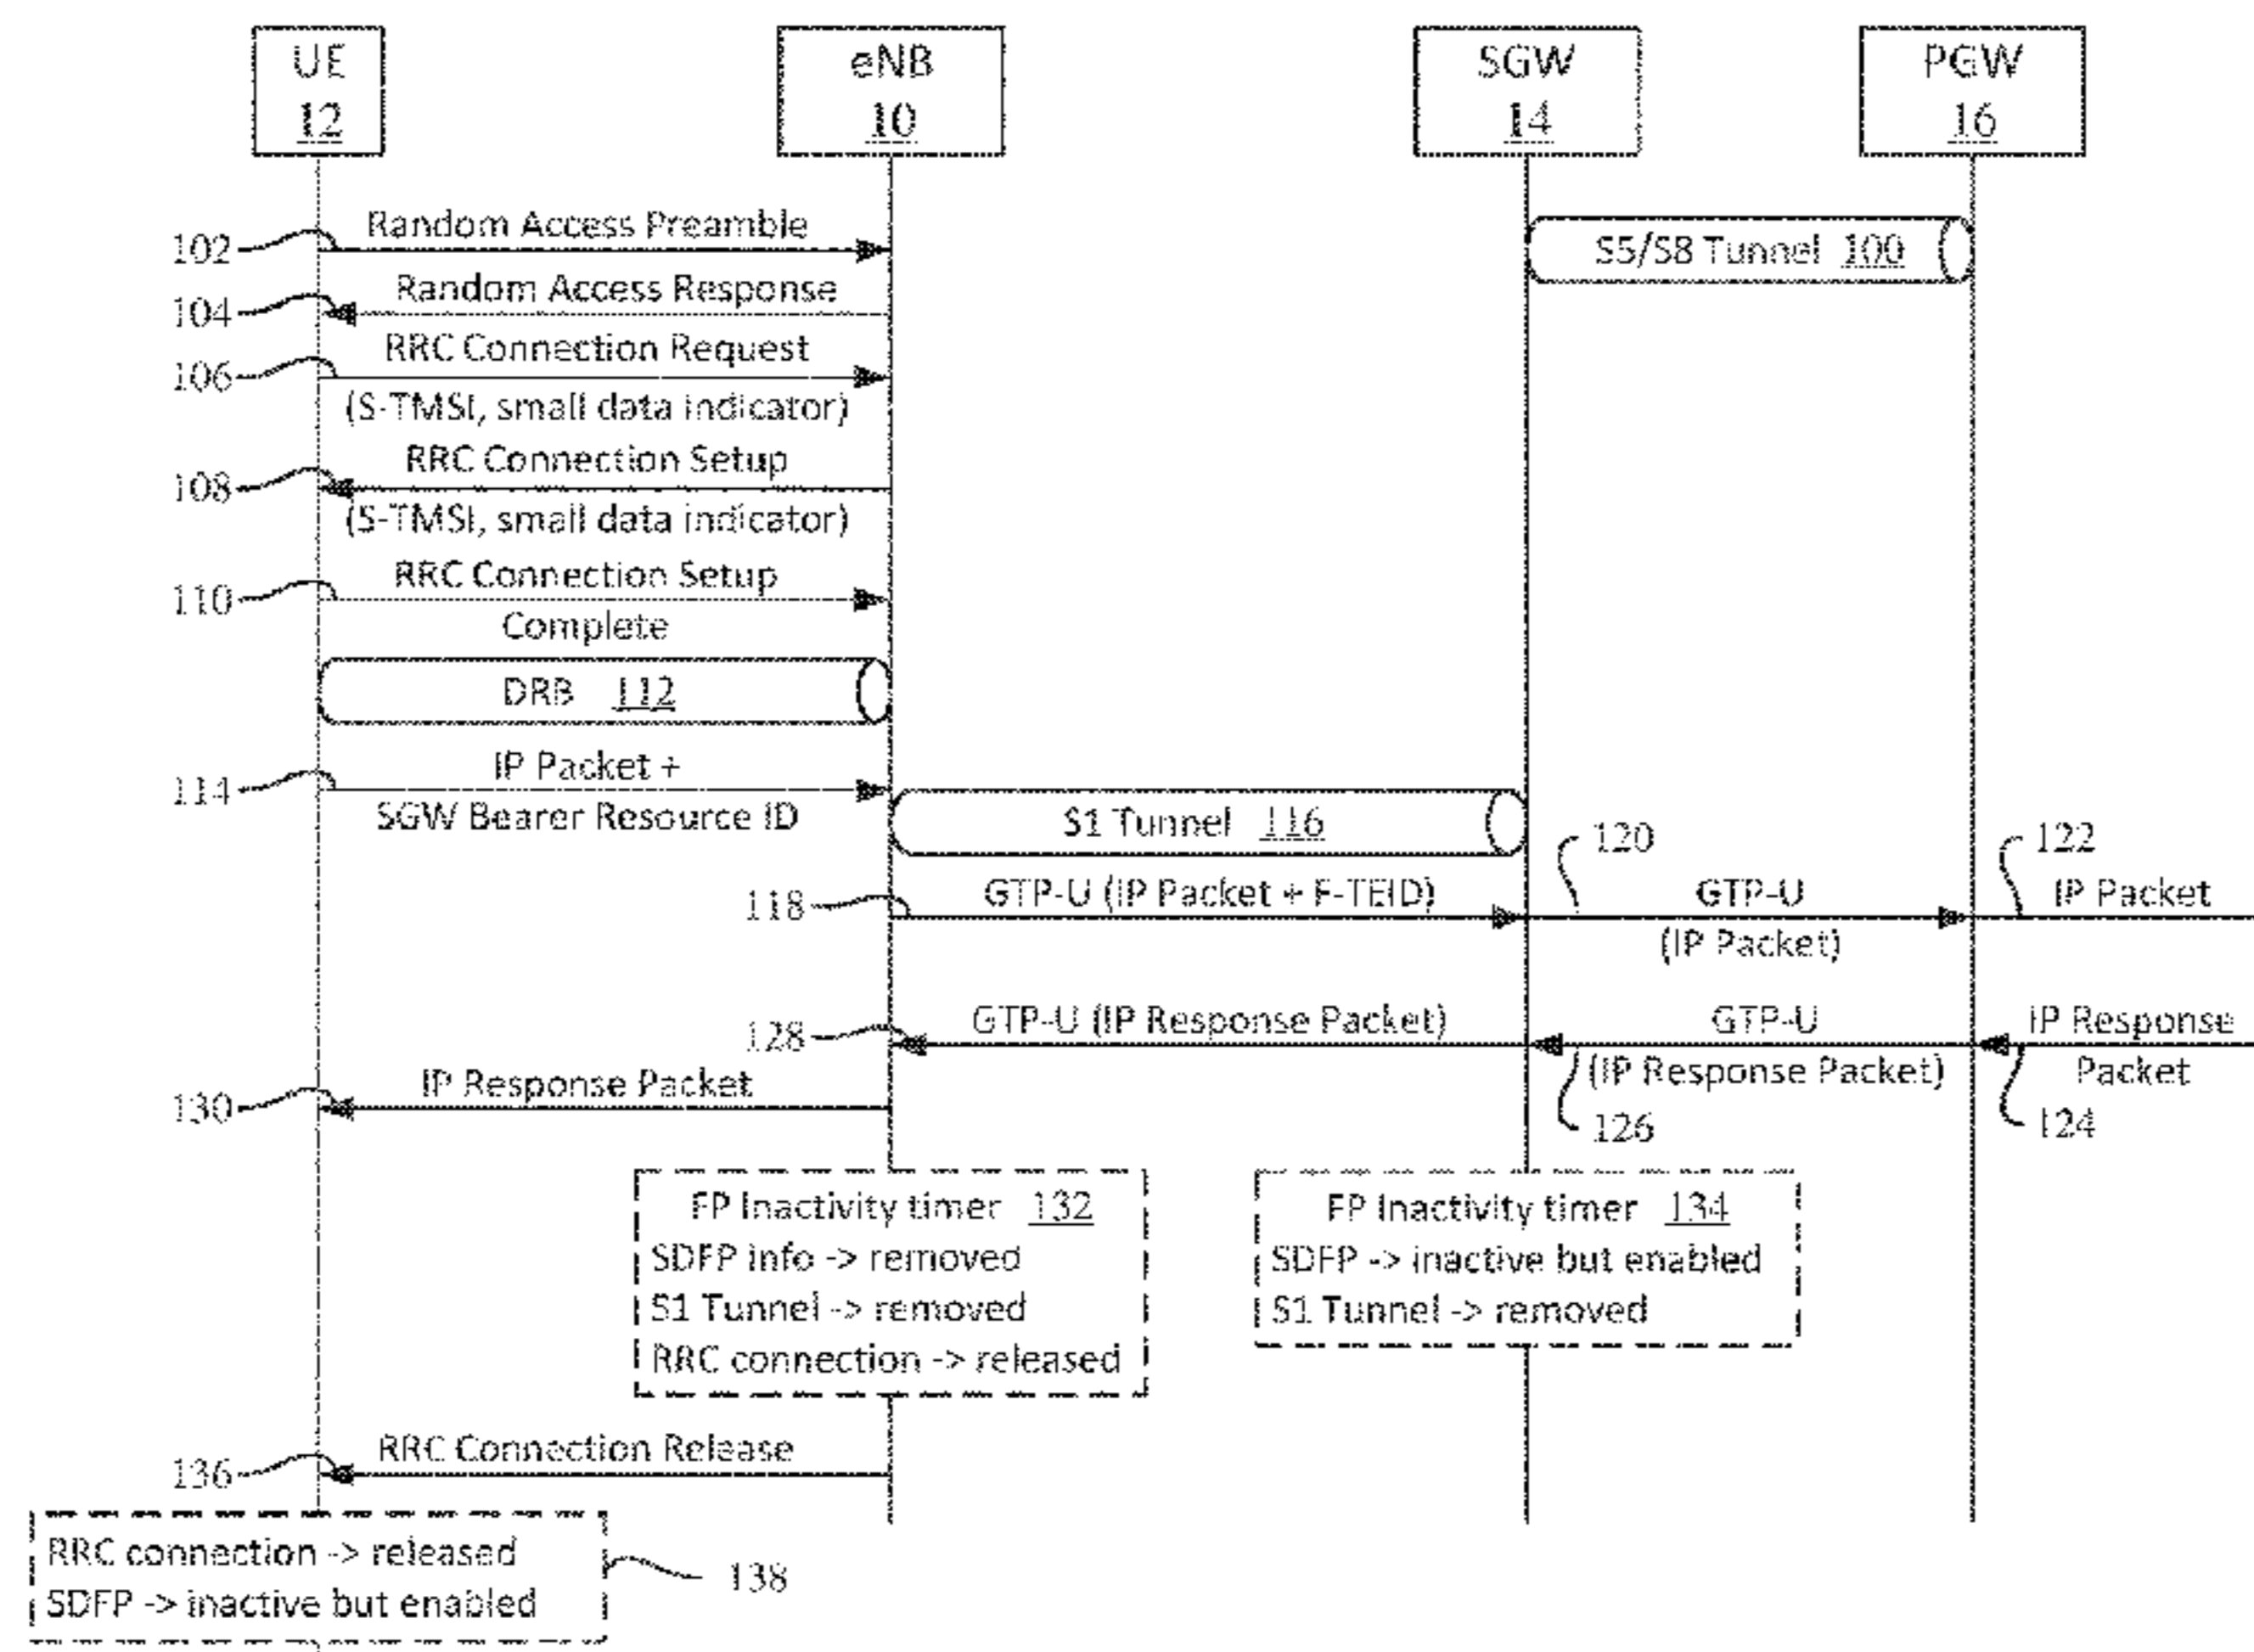 UE
12
eNB
10
SGW
14
PGW
16
102
Random Access Preamble
S5/S8 Tunnel 100
104
Random Access Response
106
RRC Connection Request
(S-TMSI, small data indicator)
108
RRC Connection Setup
(S-TMSI, small data indicator)
110
RRC Connection Setup
Complete
DRB 112
114
IP Packet +
SGW Bearer Resource ID
S1 Tunnel 116
118
GTP-U (IP Packet + F-TEID)
120
GTP-U
(IP Packet)
122
IP Packet
128
GTP-U (IP Response Packet)
GTP-U
(IP Response Packet)
126
IP Response
Packet
124
130
IP Response Packet
FP Inactivity timer 132
SDFP info -> removed
S1 Tunnel -> removed
RRC connection -> released
FP Inactivity timer 134
SDFP -> inactive but enabled
S1 Tunnel -> removed
136
RRC Connection Release
RRC connection -> released
SDFP -> inactive but enabled
138